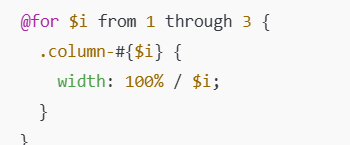 @for $i from 1 through 3 {
  .column-#{$i} {
    width: 100% / $i;
  }
}